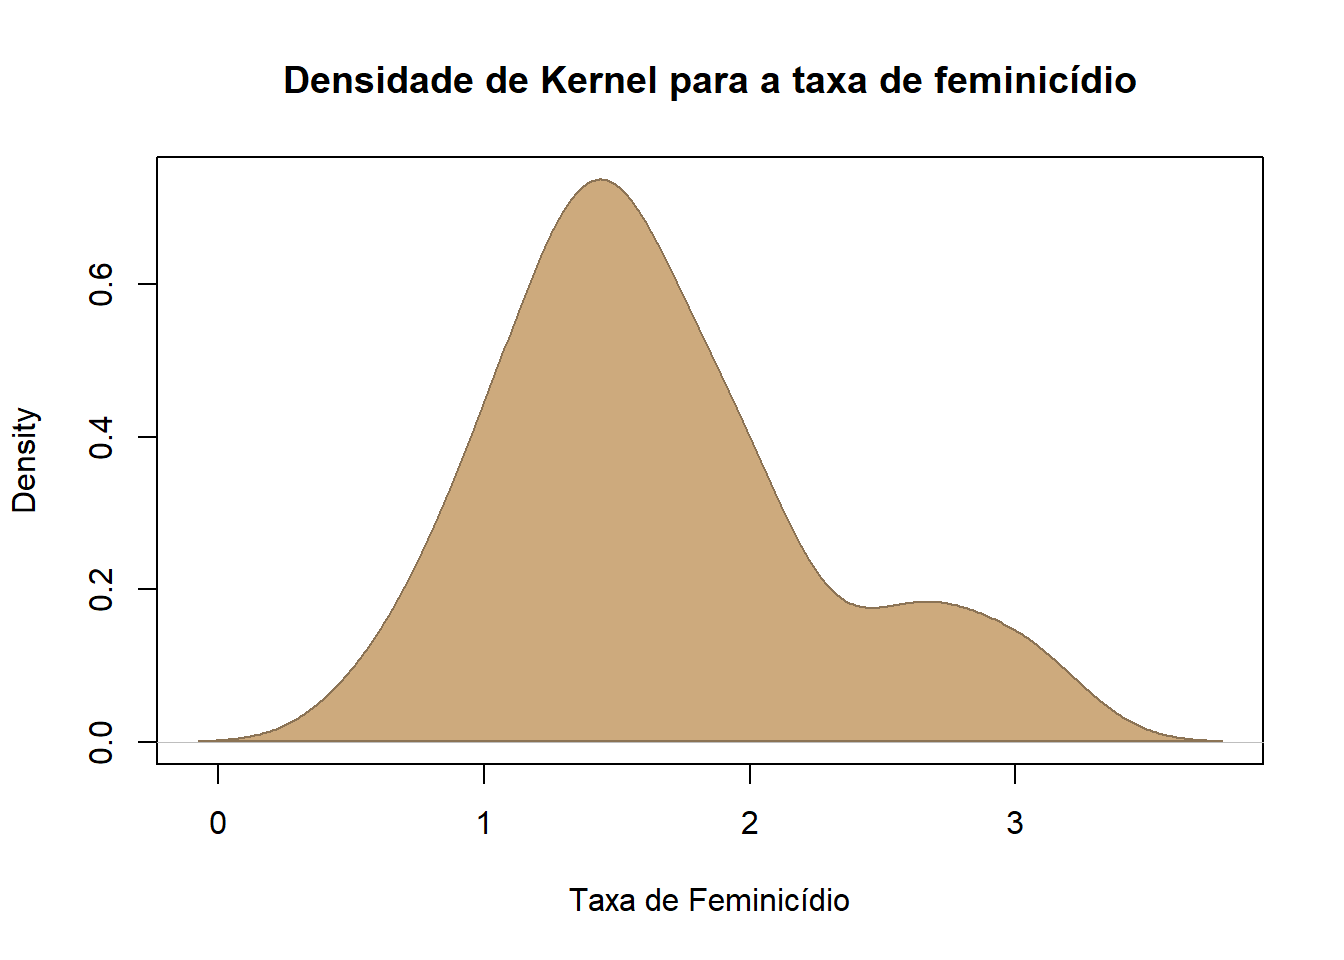 Densidade de Kernel para a taxa de feminicídio
Density
0.6
0.4
0.2
0.0
0 1 2 3
Taxa de Feminicídio